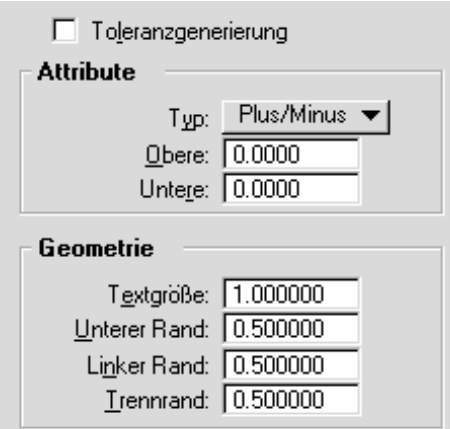 Toleranzgenerierung
Attribute
Typ: Plus/Minus
Obere: 0.0000
Untere: 0.0000
Geometrie
Textgröße: 1.000000
Unterer Rand: 0.500000
Linker Rand: 0.500000
Trennrand: 0.500000